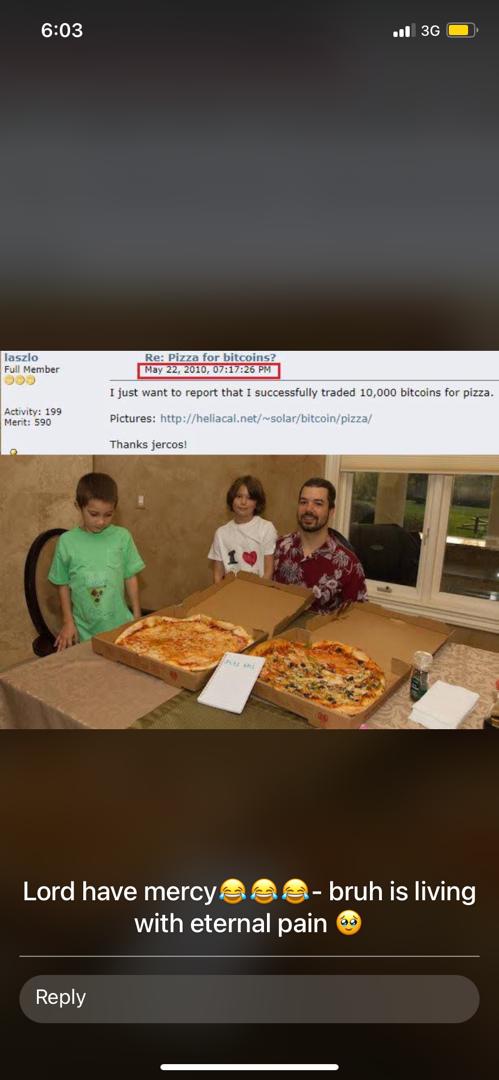 6:03
3G
laszlo
Full Member
Activity: 199
Merit: 590
Re: Pizza for bitcoins?
May 22, 2010, 07:17:26 PM
I just want to report that I successfully traded 10,000 bitcoins for pizza.
Pictures: http://heliacal.net/~solar/bitcoin/pizza/
Thanks jercos!
I
Lord have mercy😂😂😂- bruh is living
with eternal pain 🥹
Reply